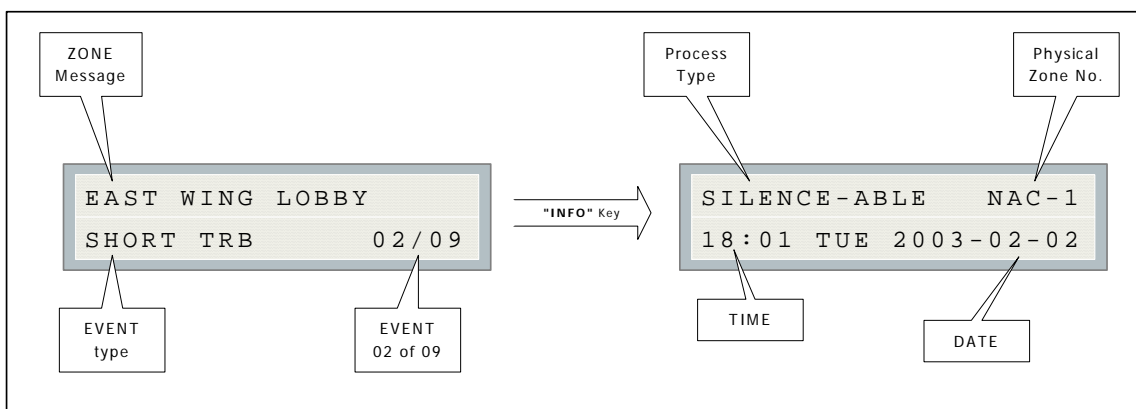 ZONE
Message
Process
Type
Physical
Zone No.
EAST WING LOBBY
SHORT TRB 02/09
"INFO" Key
SILENCE-ABLE NAC-1
18:01 TUE 2003-02-02
EVENT
type
EVENT
02 of 09
TIME
DATE